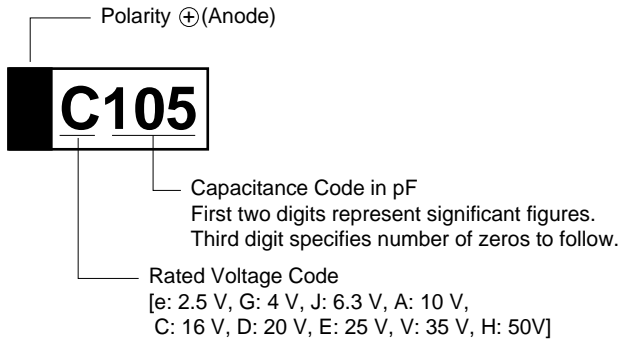 Polarity ⊕(Anode)
C105
Capacitance Code in pF
First two digits represent significant figures.
Third digit specifies number of zeros to follow.
Rated Voltage Code
[e: 2.5 V, G: 4 V, J: 6.3 V, A: 10 V,
C: 16 V, D: 20 V, E: 25 V, V: 35 V, H: 50V]